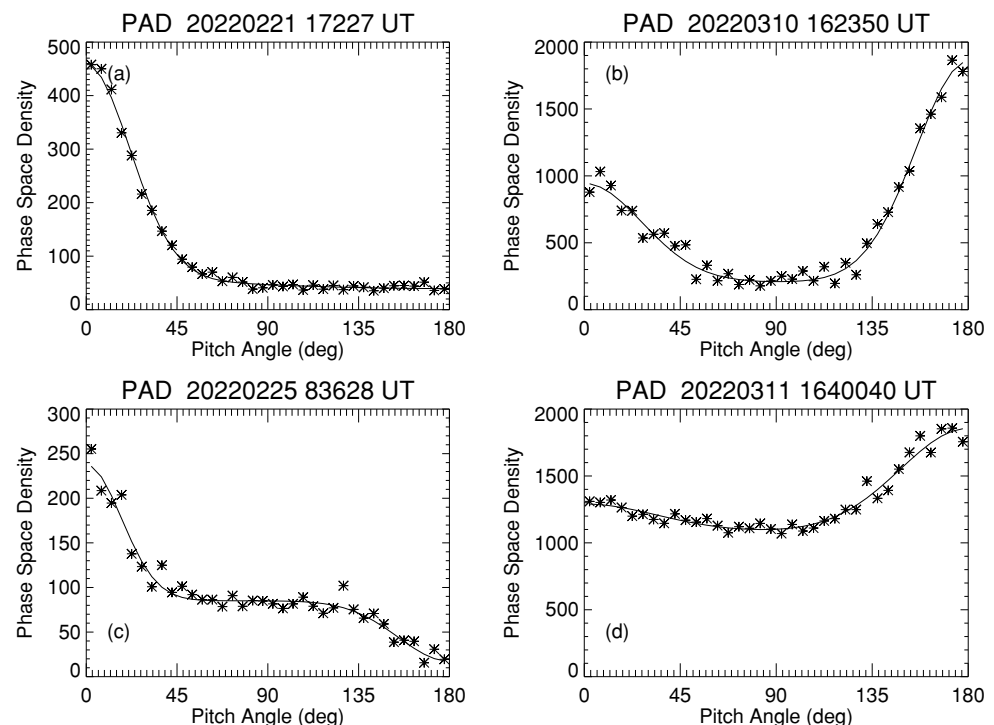 PAD 20220221 17227 UT
Phase Space Density
500
400
300
200
100
0
(a)
0 45 90 135 180
Pitch Angle (deg)
PAD 20220310 162350 UT
Phase Space Density
2000
1500
1000
500
0
(b)
0 45 90 135 180
Pitch Angle (deg)
PAD 20220225 83628 UT
Phase Space Density
300
250
200
150
100
50
0
(c)
0 45 90 135 180
Pitch Angle (deg)
PAD 20220311 1640040 UT
Phase Space Density
2000
1500
1000
500
0
(d)
0 45 90 135 180
Pitch Angle (deg)